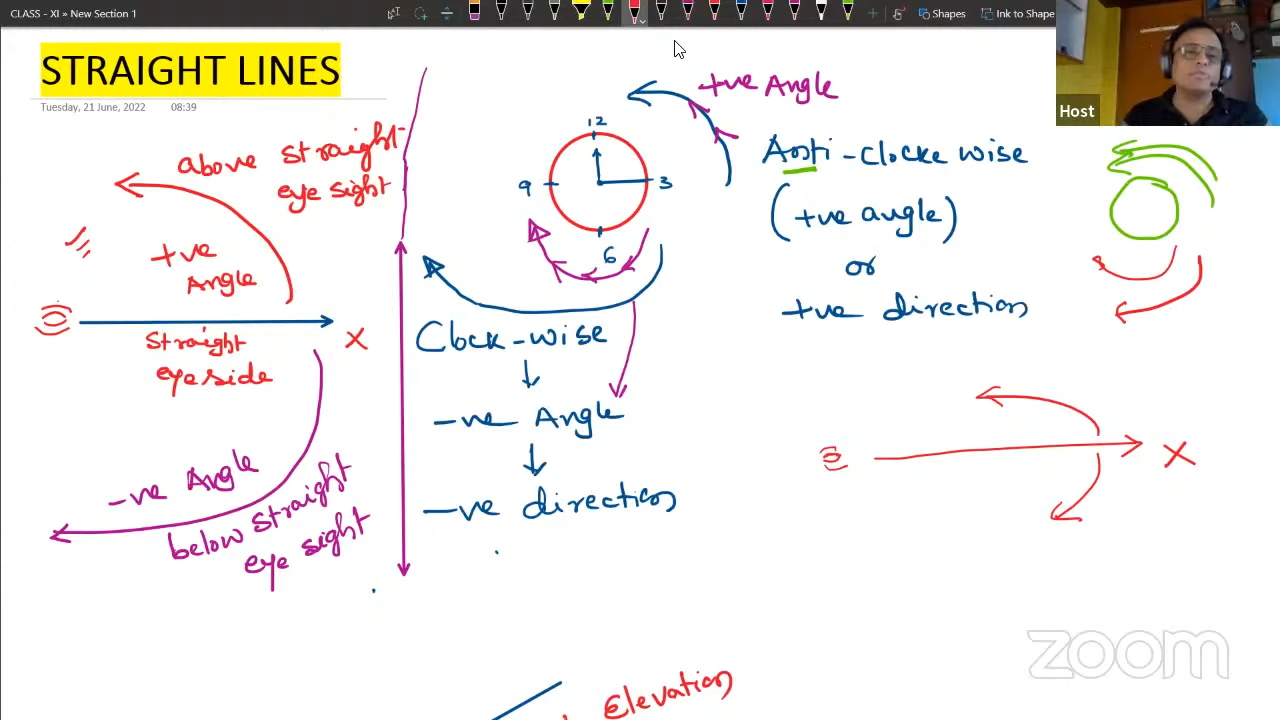 CLASS - XI » New Section 1
Shapes
Ink to Shape
STRAIGHT LINES
Tuesday, 21 June, 2022 08:39
Host
above straight
eye sight
+ve
Angle
X
straight
eye side
-ve Angle
below straight
eye sight
12
9
3
6
+ve Angle
Anti-clocke wise
(+ve angle)
or
+ve direction
Clock-wise
↓
-ve Angle
↓
-ve direction
X
Elevation
zoom